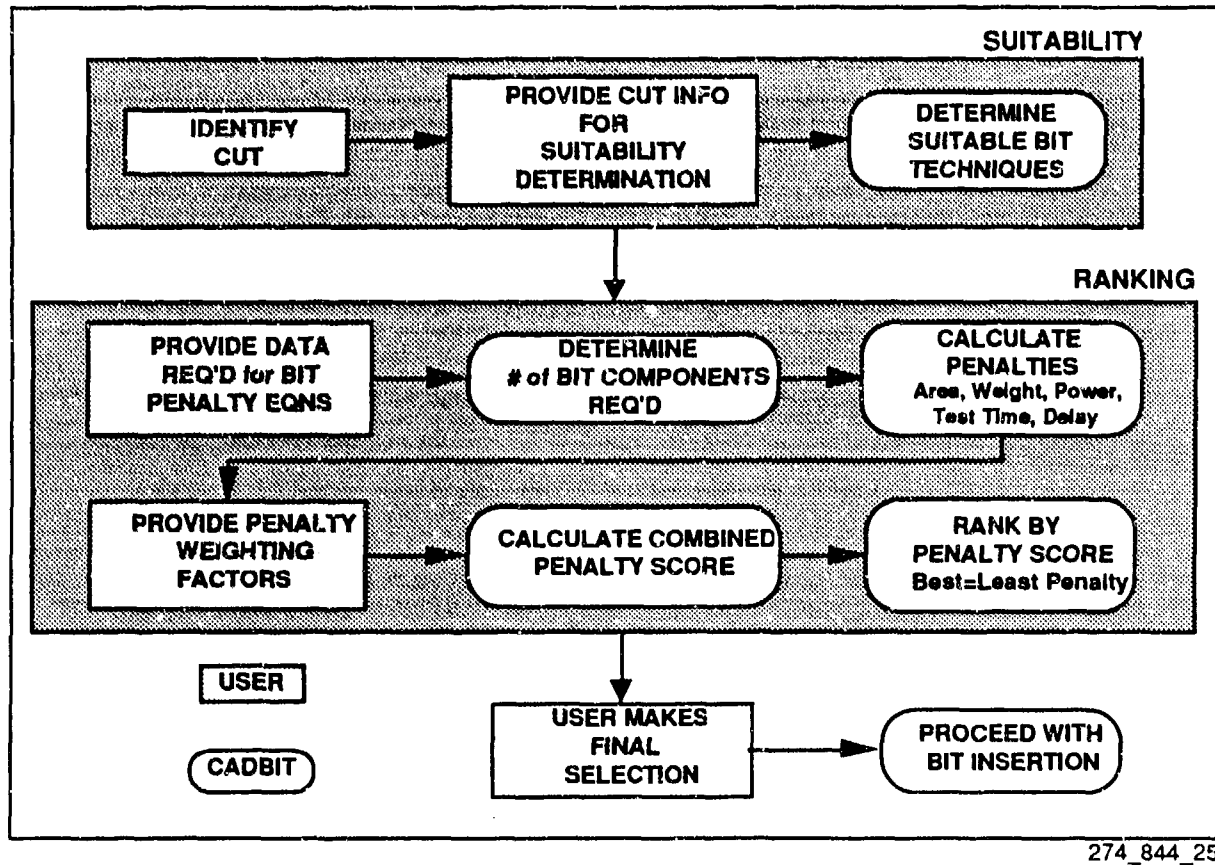 SUITABILITY
IDENTIFY
CUT
PROVIDE CUT INFO
FOR
SUITABILITY
DETERMINATION
DETERMINE
SUITABLE BIT
TECHNIQUES
RANKING
PROVIDE DATA
REQ'D for BIT
PENALTY EQNS
DETERMINE
# of BIT COMPONENTS
REQ'D
CALCULATE
PENALTIES
Area, Weight, Power,
Test Time, Delay
PROVIDE PENALTY
WEIGHTING
FACTORS
CALCULATE COMBINED
PENALTY SCORE
RANK BY
PENALTY SCORE
Best=Least Penalty
USER
CADBIT
USER MAKES
FINAL
SELECTION
PROCEED WITH
BIT INSERTION
274_844_25